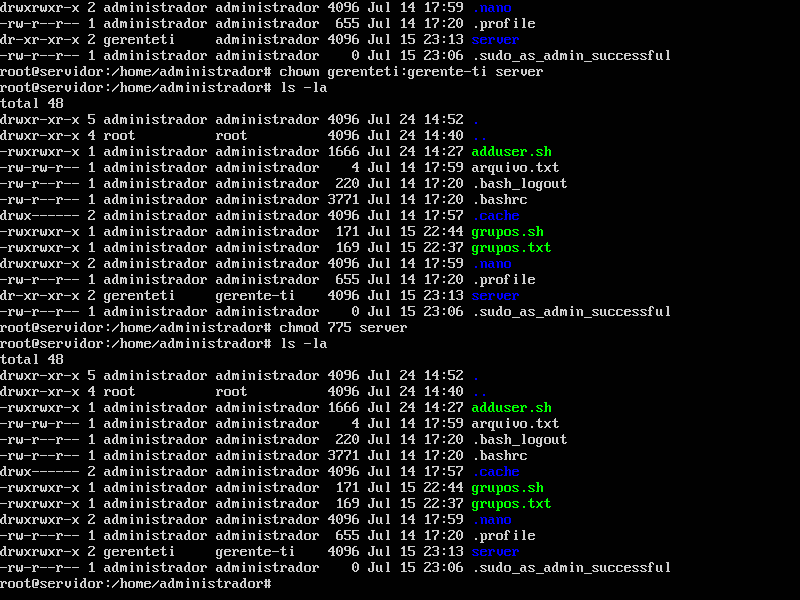 drwxrwxr-x 2 administrador administrador 4096 Jul 14 17:59 .nano
-rw-r--r-- 1 administrador administrador  655 Jul 14 17:20 .profile
dr-xr-xr-x 2 gerenteti     administrador 4096 Jul 15 23:13 server
-rw-r--r-- 1 administrador administrador    0 Jul 15 23:06 .sudo_as_admin_successful
root@servidor:/home/administrador# chown gerenteti:gerente-ti server
root@servidor:/home/administrador# ls -la
total 48
drwxr-xr-x 5 administrador administrador 4096 Jul 24 14:52 .
drwxr-xr-x 4 root          root          4096 Jul 24 14:40 ..
-rwxrwxr-x 1 administrador administrador 1666 Jul 24 14:27 adduser.sh
-rw-rw-r-- 1 administrador administrador    4 Jul 14 17:59 arquivo.txt
-rw-r--r-- 1 administrador administrador  220 Jul 14 17:20 .bash_logout
-rw-r--r-- 1 administrador administrador 3771 Jul 14 17:20 .bashrc
drwx------ 2 administrador administrador 4096 Jul 14 17:57 .cache
-rwxrwxr-x 1 administrador administrador  171 Jul 15 22:44 grupos.sh
-rwxrwxr-x 1 administrador administrador  169 Jul 15 22:37 grupos.txt
drwxrwxr-x 2 administrador administrador 4096 Jul 14 17:59 .nano
-rw-r--r-- 1 administrador administrador  655 Jul 14 17:20 .profile
dr-xr-xr-x 2 gerenteti     gerente-ti    4096 Jul 15 23:13 server
-rw-r--r-- 1 administrador administrador    0 Jul 15 23:06 .sudo_as_admin_successful
root@servidor:/home/administrador# chmod 775 server
root@servidor:/home/administrador# ls -la
total 48
drwxr-xr-x 5 administrador administrador 4096 Jul 24 14:52 .
drwxr-xr-x 4 root          root          4096 Jul 24 14:40 ..
-rwxrwxr-x 1 administrador administrador 1666 Jul 24 14:27 adduser.sh
-rw-rw-r-- 1 administrador administrador    4 Jul 14 17:59 arquivo.txt
-rw-r--r-- 1 administrador administrador  220 Jul 14 17:20 .bash_logout
-rw-r--r-- 1 administrador administrador 3771 Jul 14 17:20 .bashrc
drwx------ 2 administrador administrador 4096 Jul 14 17:57 .cache
-rwxrwxr-x 1 administrador administrador  171 Jul 15 22:44 grupos.sh
-rwxrwxr-x 1 administrador administrador  169 Jul 15 22:37 grupos.txt
drwxrwxr-x 2 administrador administrador 4096 Jul 14 17:59 .nano
-rw-r--r-- 1 administrador administrador  655 Jul 14 17:20 .profile
drwxrwxr-x 2 gerenteti     gerente-ti    4096 Jul 15 23:13 server
-rw-r--r-- 1 administrador administrador    0 Jul 15 23:06 .sudo_as_admin_successful
root@servidor:/home/administrador#